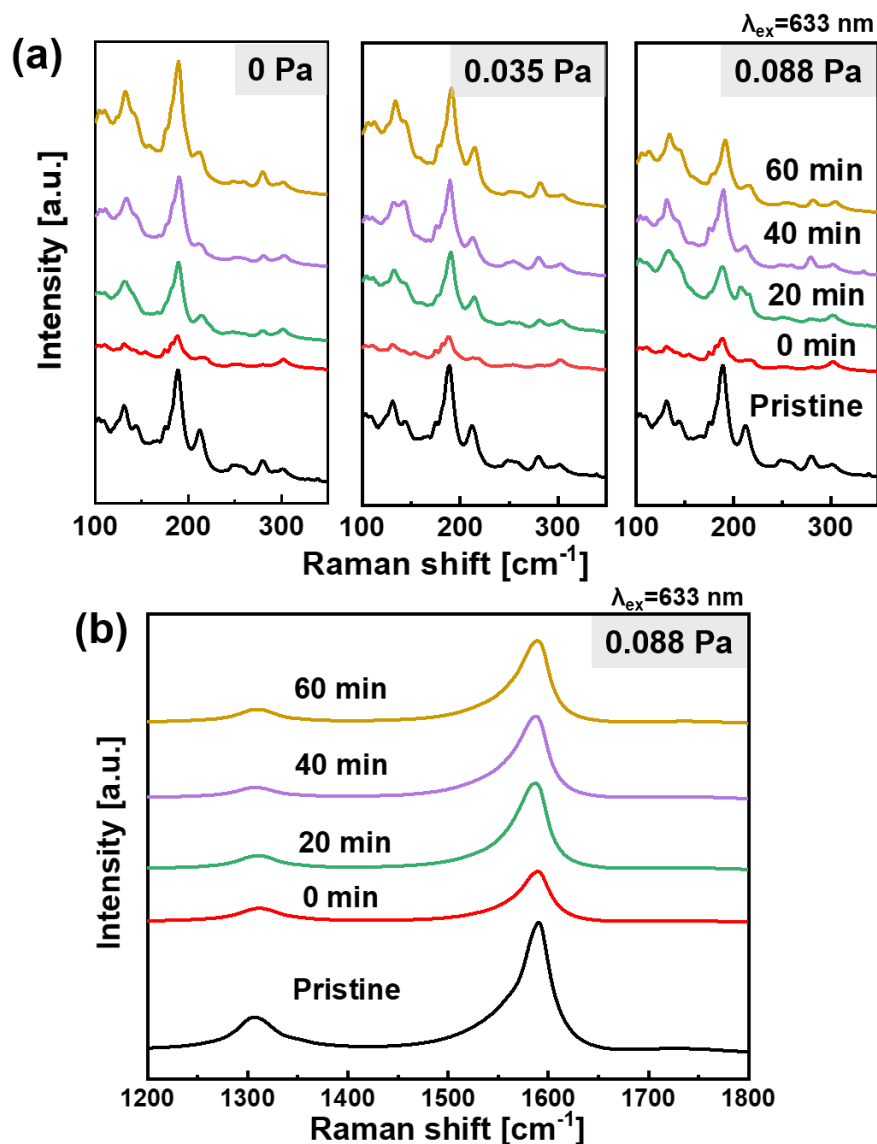 λex=633 nm
(a)
0 Pa
0.035 Pa
0.088 Pa
60 min
40 min
20 min
0 min
Pristine
Intensity [a.u.]
100 200 300
100 200 300
100 200 300
Raman shift [cm-1]
λex=633 nm
(b)
0.088 Pa
60 min
40 min
20 min
0 min
Pristine
Intensity [a.u.]
1200 1300 1400 1500 1600 1700 1800
Raman shift [cm-1]